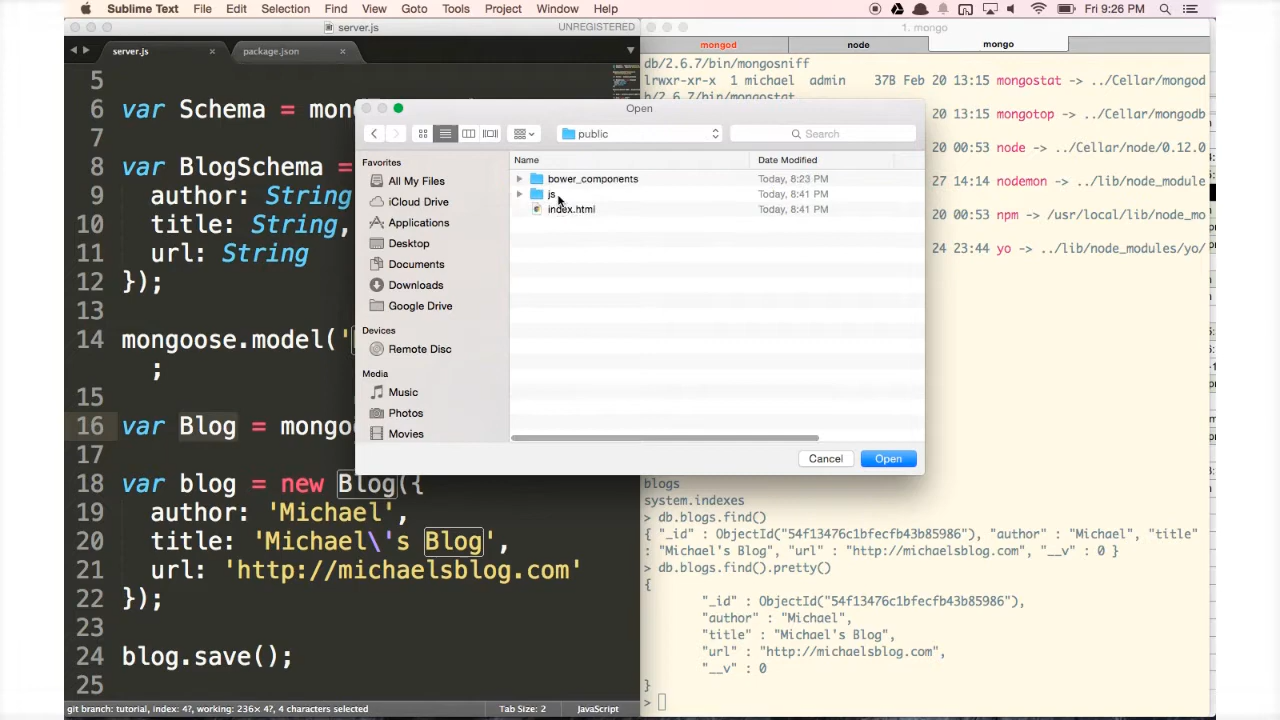 Sublime Text File Edit Selection Find View Goto Tools Project Window Help Fri 9:26 PM
server.js UNREGISTERED
server.js package.json
5
6 var Schema = mong
7
8 var BlogSchema =
9 author: String
10 title: String,
11 url: String
12 });
13
14 mongoose.model('
;
15
16 var Blog = mongo
17
18 var blog = new Blog({
19 author: 'Michael',
20 title: 'Michael\'s Blog',
21 url: 'http://michaelsblog.com'
22 });
23
24 blog.save();
25
git branch: tutorial, index: 4?, working: 236≠ 4?, 4 characters selected Tab Size: 2 JavaScript
Open
public Search
Favorites
All My Files
iCloud Drive
Applications
Desktop
Documents
Downloads
Google Drive
Devices
Remote Disc
Media
Music
Photos
Movies
Name Date Modified
bower_components Today, 8:23 PM
js Today, 8:41 PM
index.html Today, 8:41 PM
Cancel Open
1. mongo
mongod node mongo
db/2.6.7/bin/mongosniff
lrwxr-xr-x 1 michael admin 37B Feb 20 13:15 mongostat -> ../Cellar/mongod
b/2.6.7/bin/mongostat
13:15 mongotop -> ../Cellar/mongodb
20 00:53 node -> ../Cellar/node/0.12.0
27 14:14 nodemon -> ../lib/node_module
20 00:53 npm -> /usr/local/lib/node_mo
24 23:44 yo -> ../lib/node_modules/yo/
blogs
system.indexes
> db.blogs.find()
{ "_id" : ObjectId("54f13476c1bfecfb43b85986"), "author" : "Michael", "title"
: "Michael's Blog", "url" : "http://michaelsblog.com", "__v" : 0 }
> db.blogs.find().pretty()
{
"_id" : ObjectId("54f13476c1bfecfb43b85986"),
"author" : "Michael",
"title" : "Michael's Blog",
"url" : "http://michaelsblog.com",
"__v" : 0
}
>